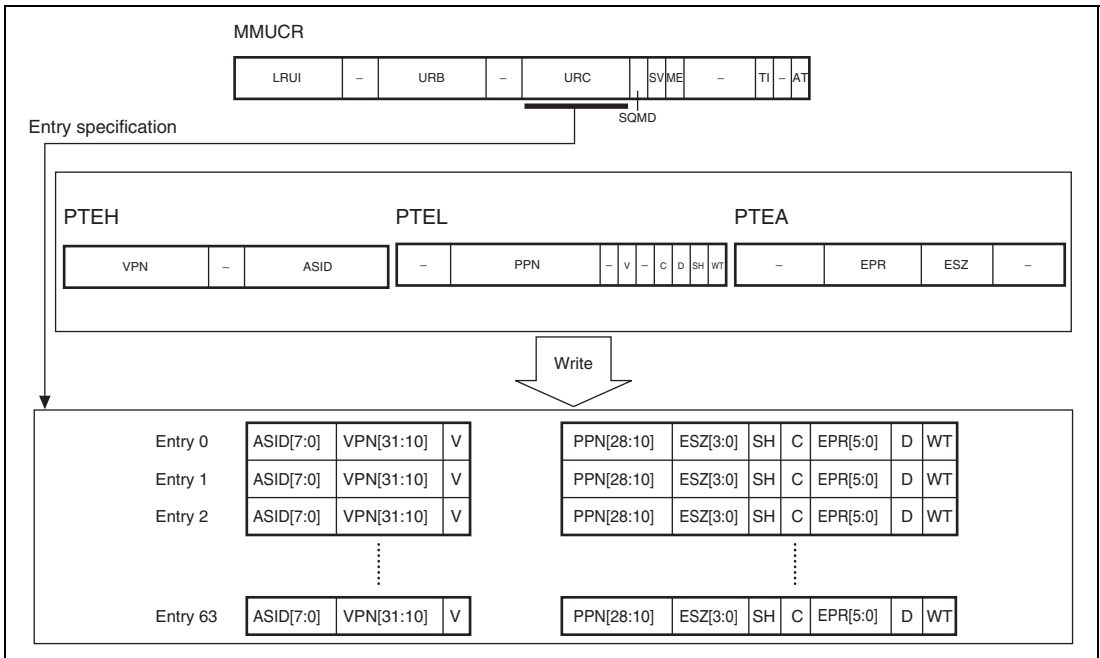 MMUCR
LRUI – URB – URC SV ME – TI – AT
SQMD
Entry specification
PTEH PTEL PTEA
VPN – ASID – PPN – V – C D SH WT – EPR ESZ –
Write
Entry 0 ASID[7:0] VPN[31:10] V PPN[28:10] ESZ[3:0] SH C EPR[5:0] D WT
Entry 1 ASID[7:0] VPN[31:10] V PPN[28:10] ESZ[3:0] SH C EPR[5:0] D WT
Entry 2 ASID[7:0] VPN[31:10] V PPN[28:10] ESZ[3:0] SH C EPR[5:0] D WT
Entry 63 ASID[7:0] VPN[31:10] V PPN[28:10] ESZ[3:0] SH C EPR[5:0] D WT